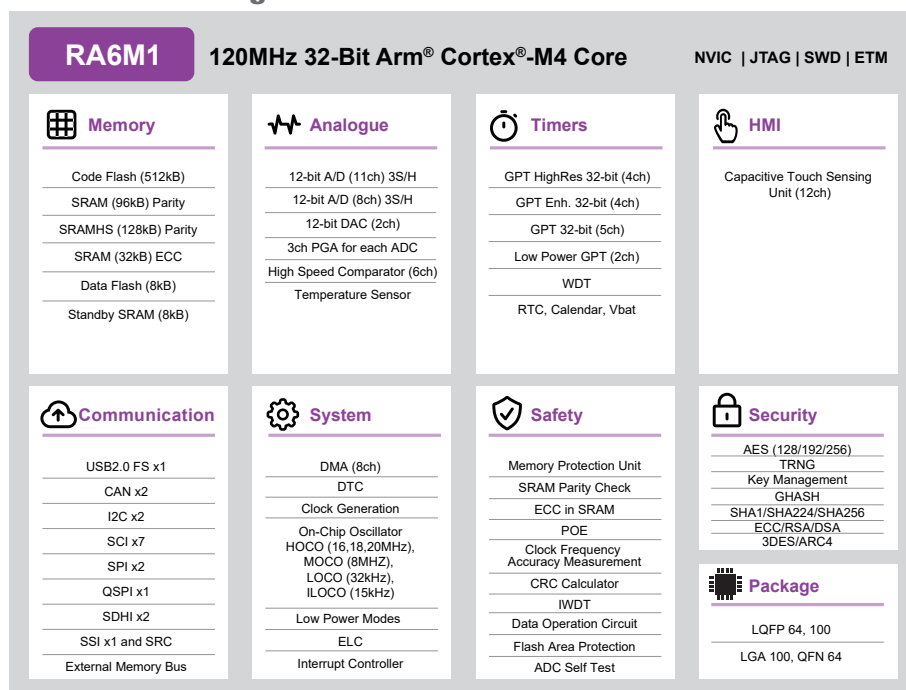 RA6M1
120MHz 32-Bit Arm® Cortex®-M4 Core
NVIC | JTAG | SWD | ETM
Memory
Code Flash (512kB)
SRAM (96kB) Parity
SRAMHS (128kB) Parity
SRAM (32kB) ECC
Data Flash (8kB)
Standby SRAM (8kB)
Analogue
12-bit A/D (11ch) 3S/H
12-bit A/D (8ch) 3S/H
12-bit DAC (2ch)
3ch PGA for each ADC
High Speed Comparator (6ch)
Temperature Sensor
Timers
GPT HighRes 32-bit (4ch)
GPT Enh. 32-bit (4ch)
GPT 32-bit (5ch)
Low Power GPT (2ch)
WDT
RTC, Calendar, Vbat
HMI
Capacitive Touch Sensing
Unit (12ch)
Communication
USB2.0 FS x1
CAN x2
I2C x2
SCI x7
SPI x2
QSPI x1
SDHI x2
SSI x1 and SRC
External Memory Bus
System
DMA (8ch)
DTC
Clock Generation
On-Chip Oscillator
HOCO (16,18,20MHz),
MOCO (8MHZ),
LOCO (32kHz),
ILOCO (15kHz)
Low Power Modes
ELC
Interrupt Controller
Safety
Memory Protection Unit
SRAM Parity Check
ECC in SRAM
POE
Clock Frequency
Accuracy Measurement
CRC Calculator
IWDT
Data Operation Circuit
Flash Area Protection
ADC Self Test
Security
AES (128/192/256)
TRNG
Key Management
GHASH
SHA1/SHA224/SHA256
ECC/RSA/DSA
3DES/ARC4
Package
LQFP 64, 100
LGA 100, QFN 64